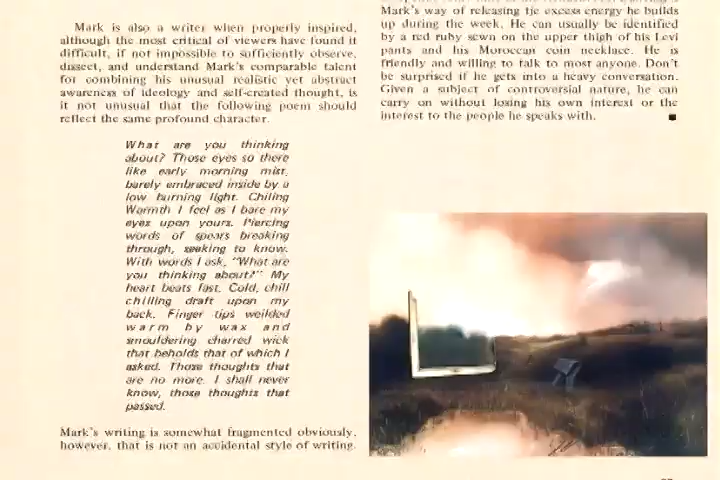 Mark is also a writer when properly inspired,
although the most critical of viewers have found it
difficult, if not impossible to sufficiently observe,
dissect, and understand Mark's comparable talent
for combining his unusual realistic yet abstract
awareness of ideology and self-created thought, is
it not unusual that the following poem should
reflect the same profound character.
What are you thinking
about? Those eyes so there
like early morning mist,
barely embraced inside by a
low burning light. Chiling
Warmth I feel as I bare my
eyes upon yours. Piercing
words of spears breaking
through, seeking to know.
With words I ask, "What are
you thinking about?" My
heart beats fast. Cold, chill
chilling draft upon my
back. Finger tips weilded
warm by wax and
smouldering charred wick
that beholds that of which I
asked. Those thoughts that
are no more. I shall never
know, those thoughts that
passed.
Mark's writing is somewhat fragmented obviously,
however, that is not an accidental style of writing.
Mark's way of releasing tje excess energy he builds
up during the week. He can usually be identified
by a red ruby sewn on the upper thigh of his Levi
pants and his Moroccan coin necklace. He is
friendly and willing to talk to most anyone. Don't
be surprised if he gets into a heavy conversation.
Given a subject of controversial nature, he can
carry on without losing his own interest or the
interest to the people he speaks with.